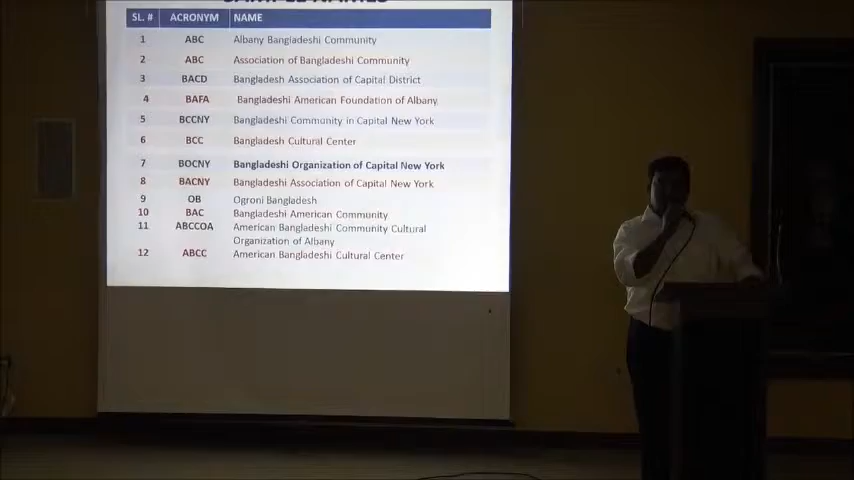 SAMPLE NAMES
SL. # ACRONYM NAME
1 ABC Albany Bangladeshi Community
2 ABC Association of Bangladeshi Community
3 BACD Bangladesh Association of Capital District
4 BAFA Bangladeshi American Foundation of Albany
5 BCCNY Bangladeshi Community in Capital New York
6 BCC Bangladesh Cultural Center
7 BOCNY Bangladeshi Organization of Capital New York
8 BACNY Bangladeshi Association of Capital New York
9 OB Ogroni Bangladesh
10 BAC Bangladeshi American Community
11 ABCCOA American Bangladeshi Community Cultural
Organization of Albany
12 ABCC American Bangladeshi Cultural Center